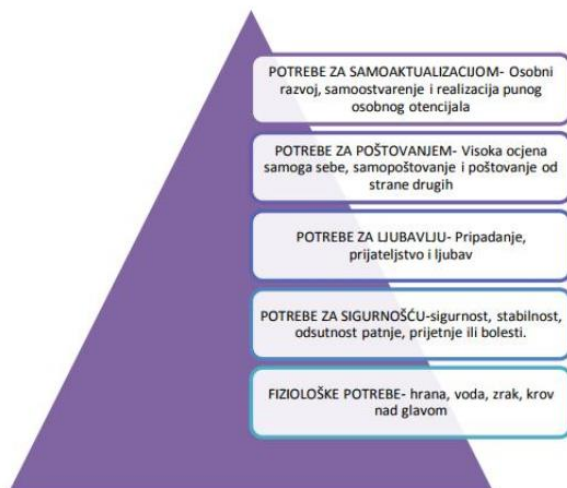 POTREBE ZA SAMOAKTUALIZACIJOM- Osobni
razvoj, samoostvarenje i realizacija punog
osobnog otencijala
POTREBE ZA POŠTOVANJEM- Visoka ocjena
samoga sebe, samopoštovanje i poštovanje od
strane drugih
POTREBE ZA LJUBAVLJU- Pripadanje,
prijateljstvo i ljubav
POTREBE ZA SIGURNOŠĆU-sigurnost, stabilnost,
odsutnost patnje, prijetnje ili bolesti.
FIZIOLOŠKE POTREBE- hrana, voda, zrak, krov
nad glavom